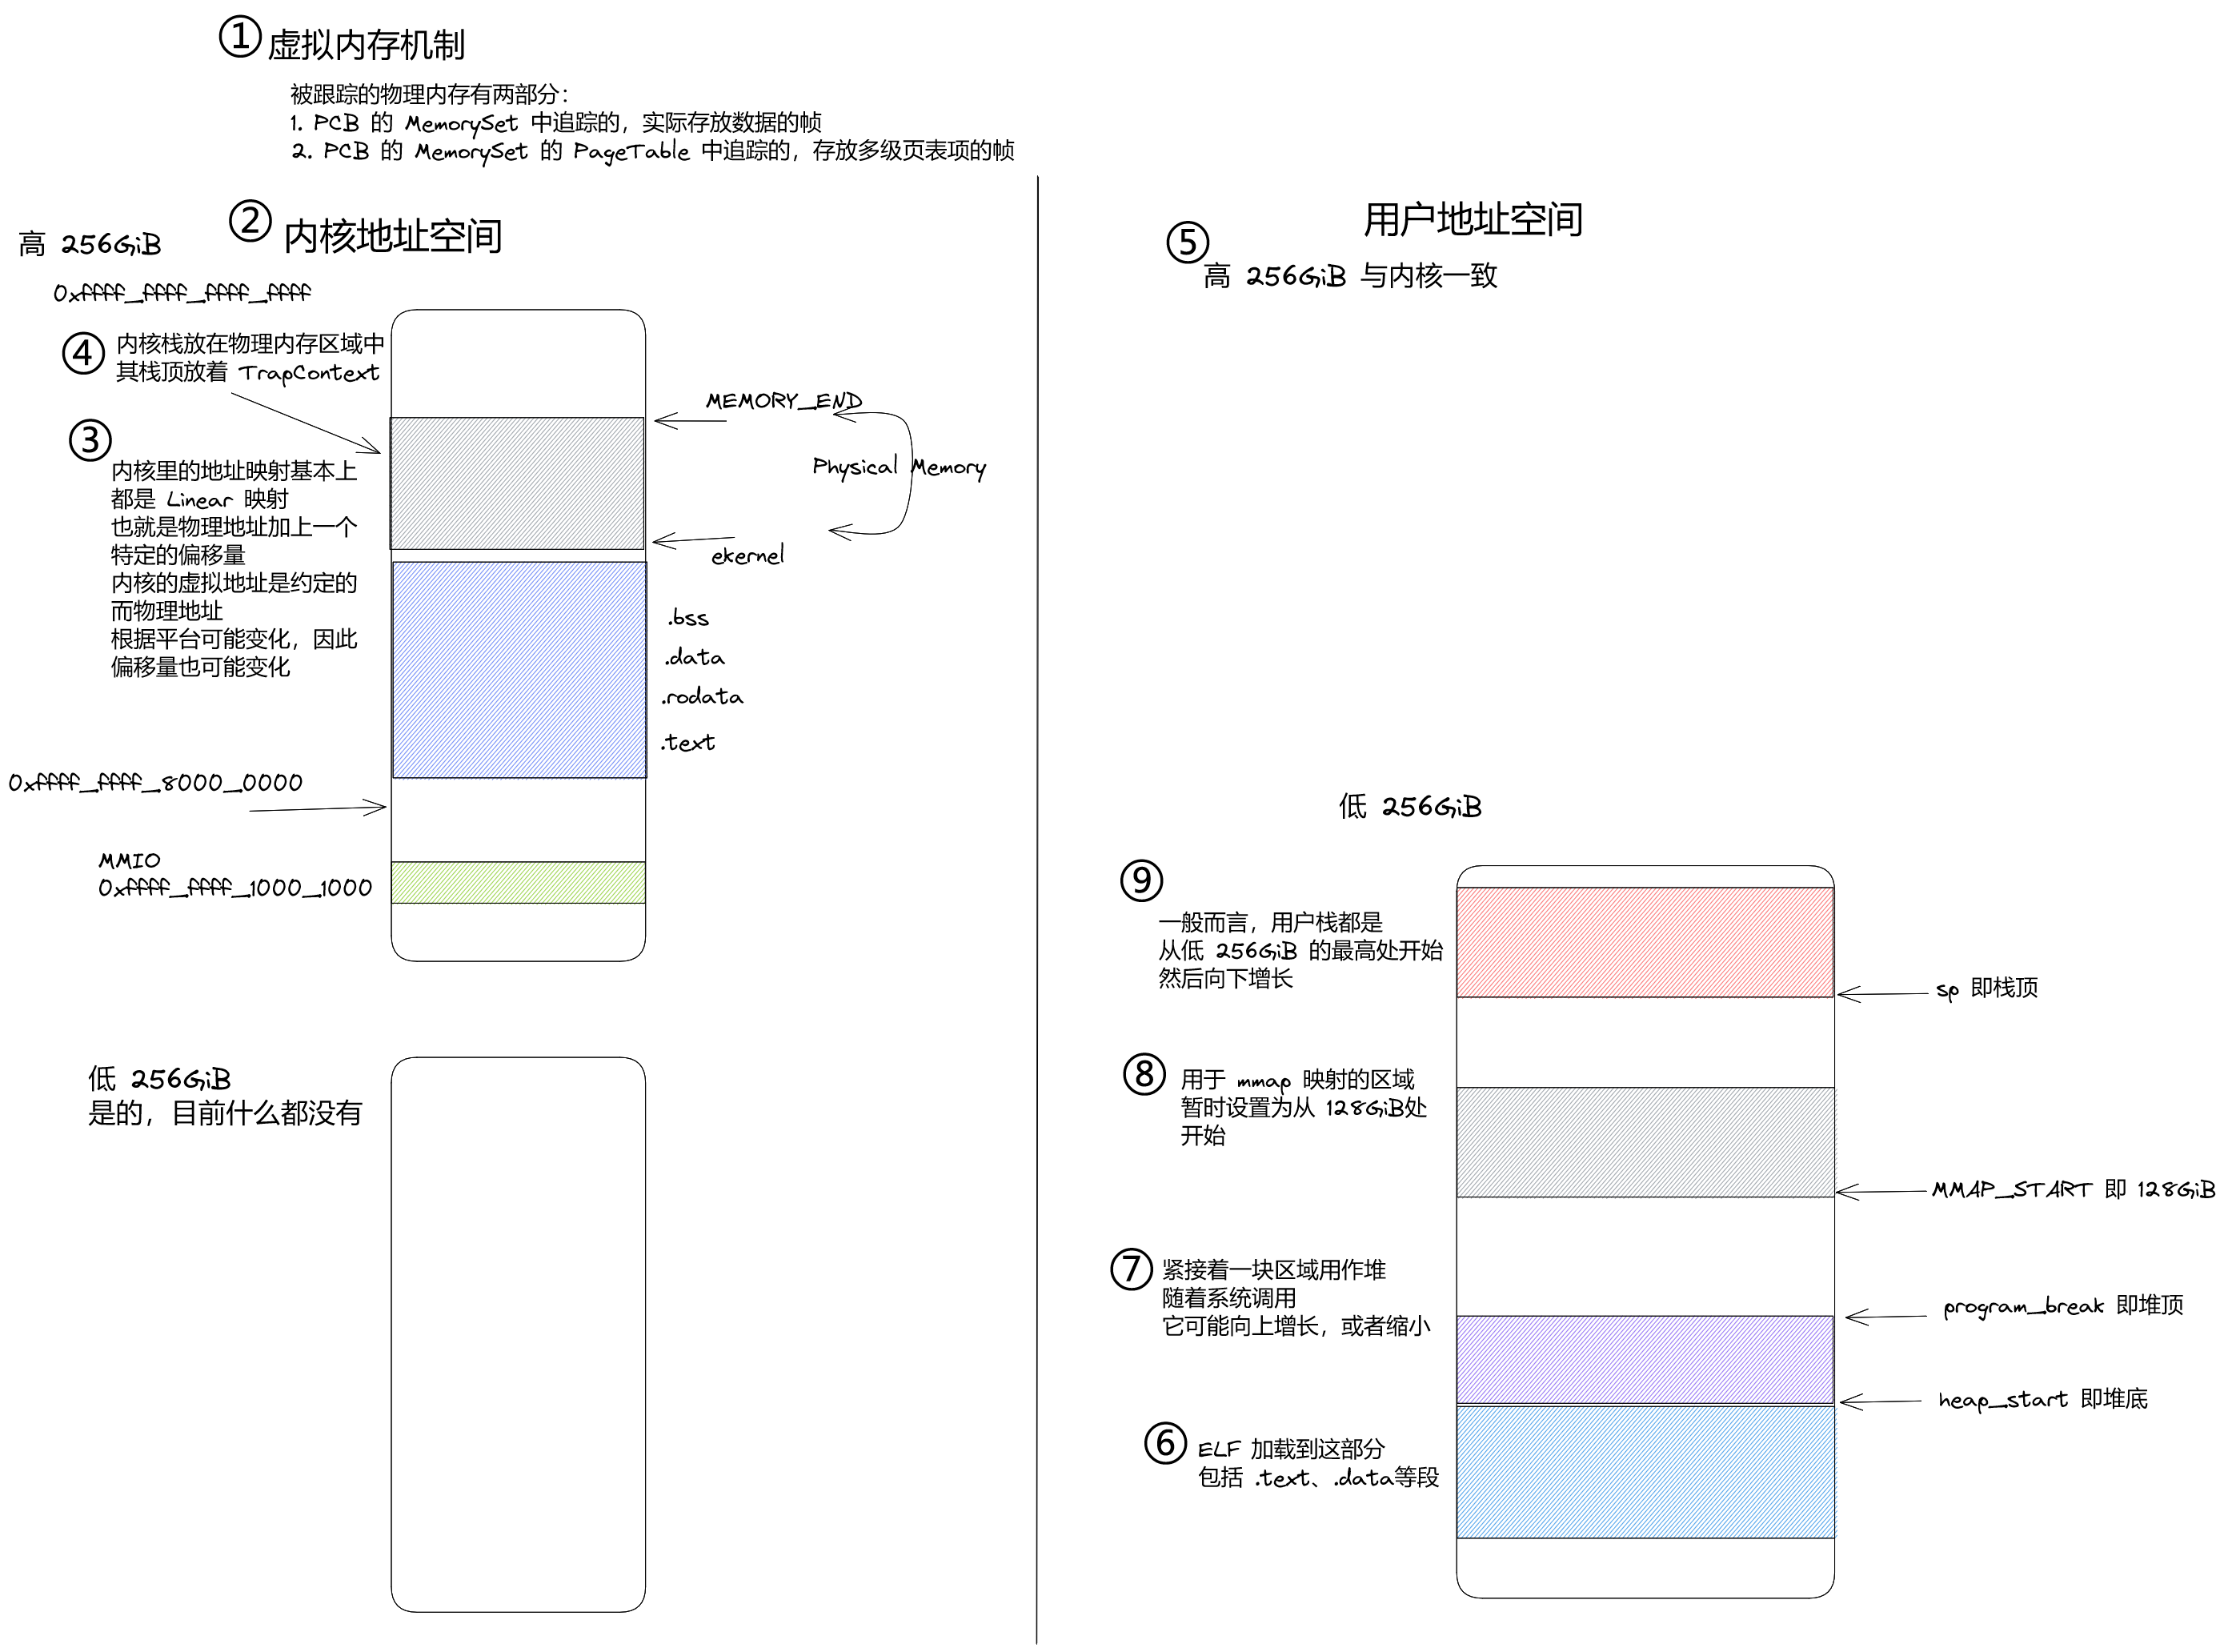 ① 虚拟内存机制
被跟踪的物理内存有两部分：
1. PCB 的 MemorySet 中追踪的，实际存放数据的帧
2. PCB 的 MemorySet 的 PageTable 中追踪的，存放多级页表项的帧
② 内核地址空间
高 256GiB
0xffff_ffff_ffff_ffff
④ 内核栈放在物理内存区域中
其栈顶放着 TrapContext
③
内核里的地址映射基本上
都是 Linear 映射
也就是物理地址加上一个
特定的偏移量
内核的虚拟地址是约定的
而物理地址
根据平台可能变化，因此
偏移量也可能变化
MEMORY_END
Physical Memory
ekernel
.bss
.data
.rodata
.text
0xffff_ffff_8000_0000
MMIO
0xffff_ffff_1000_1000
低 256GiB
是的，目前什么都没有
用户地址空间
⑤
高 256GiB 与内核一致
低 256GiB
⑨
一般而言，用户栈都是
从低 256GiB 的最高处开始
然后向下增长
sp 即栈顶
⑧ 用于 mmap 映射的区域
暂时设置为从 128GiB处
开始
MMAP_START 即 128GiB
⑦ 紧接着一块区域用作堆
随着系统调用
它可能向上增长，或者缩小
program_break 即堆顶
heap_start 即堆底
⑥ ELF 加载到这部分
包括 .text、.data等段